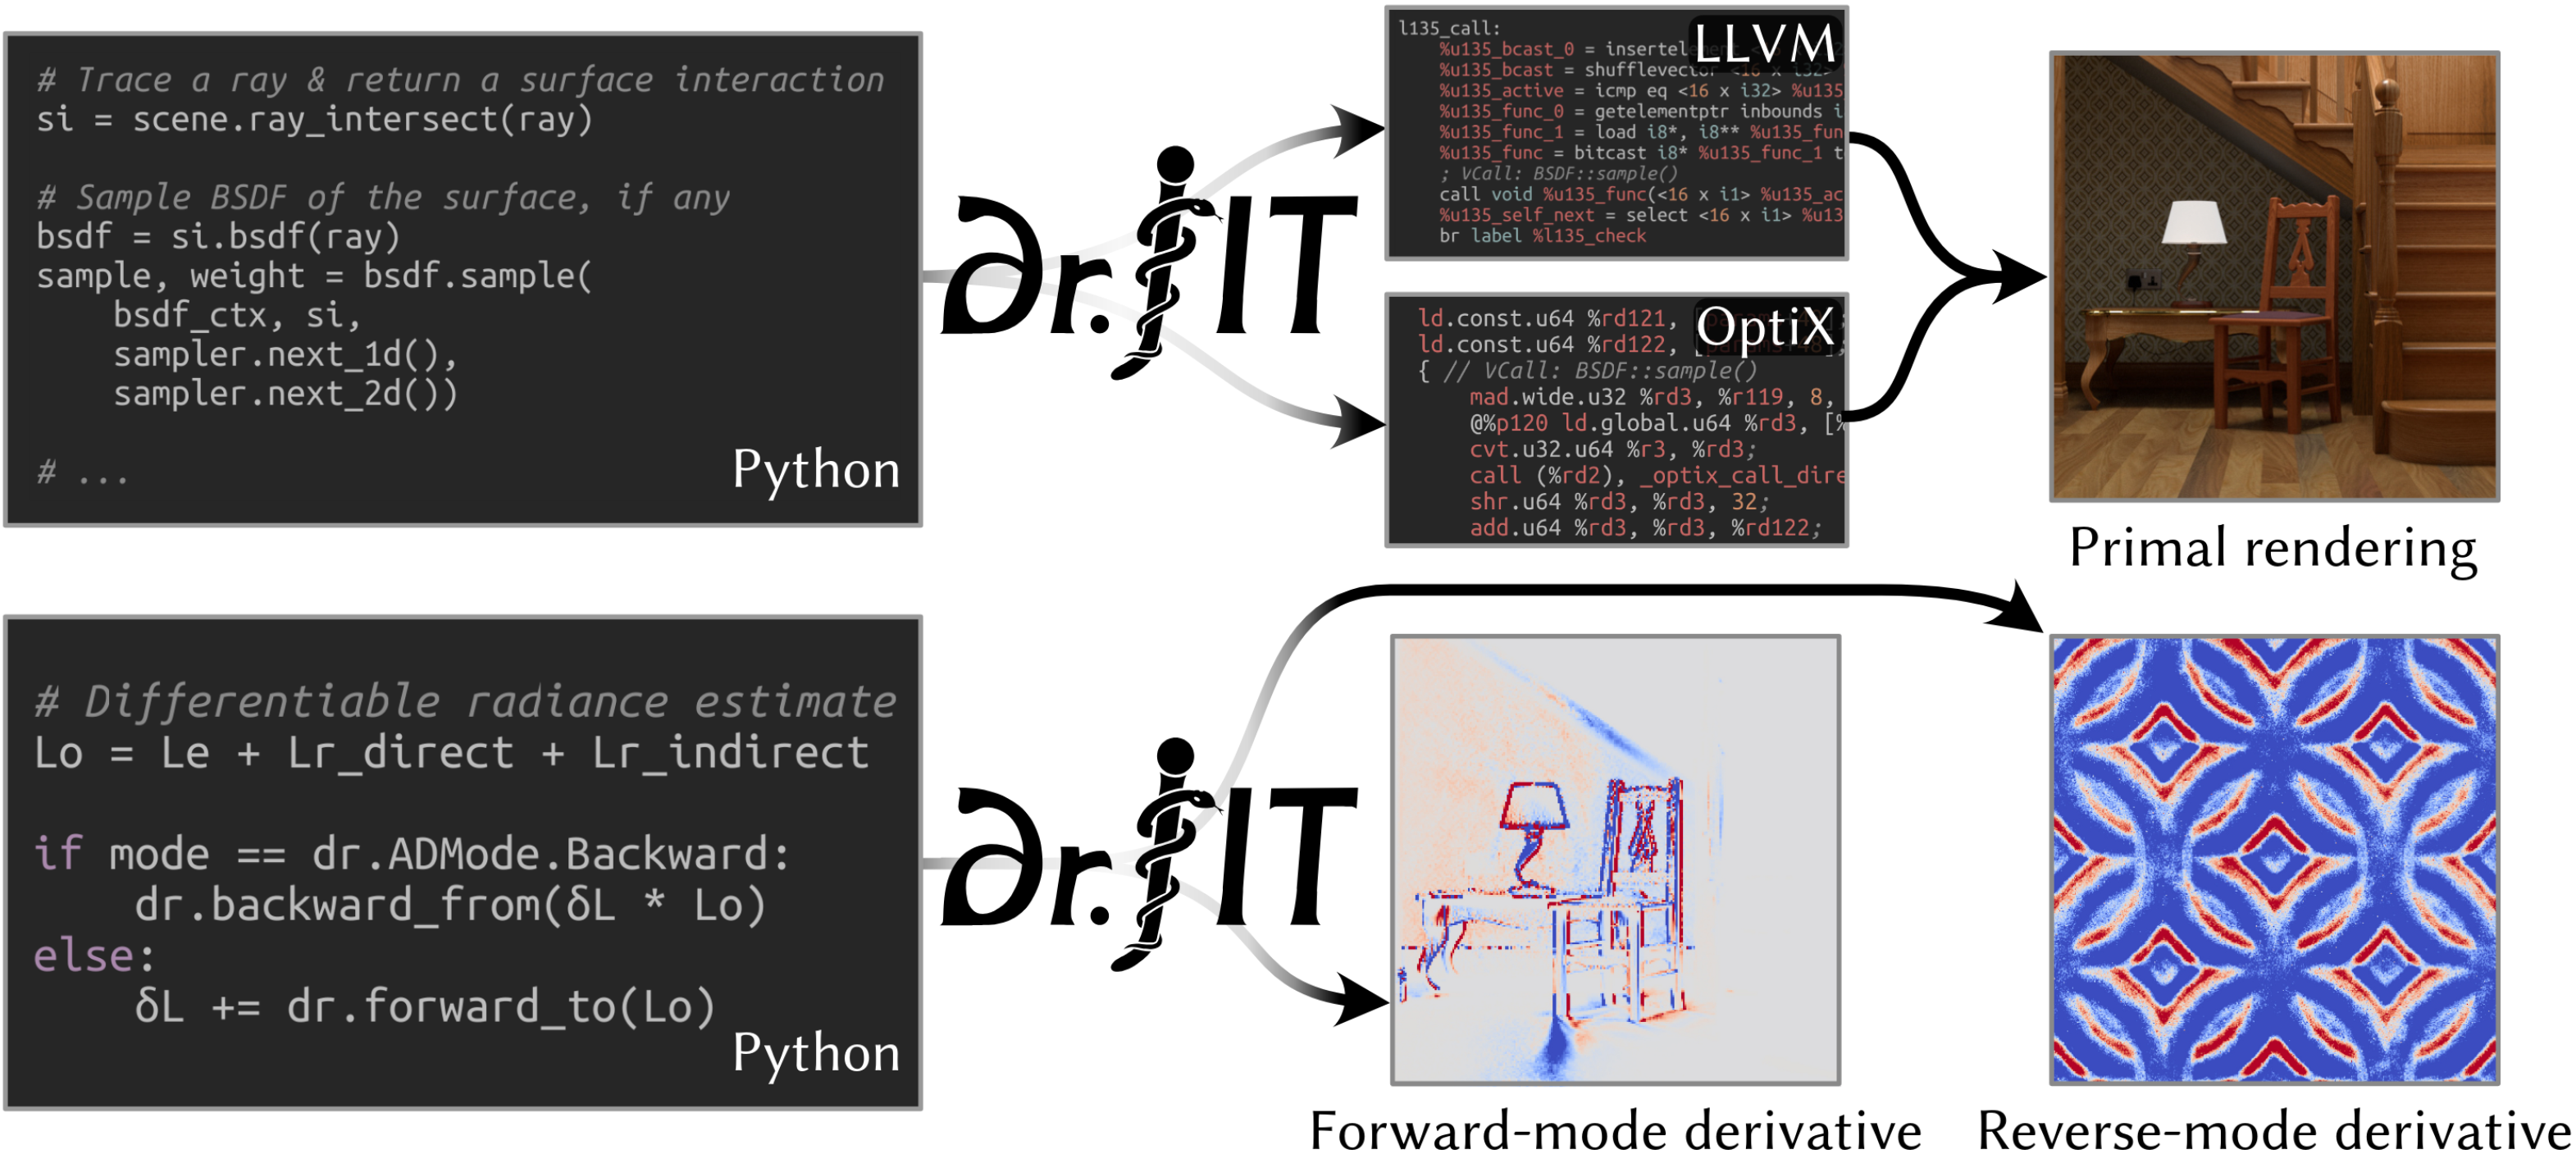 # Trace a ray & return a surface interaction
si = scene.ray_intersect(ray)
# Sample BSDF of the surface, if any
bsdf = si.bsdf(ray)
sample, weight = bsdf.sample(
bsdf_ctx, si,
sampler.next_1d(),
sampler.next_2d())
# ...
Python
∂r.jIT
l135_call:
LLVM
%u135_bcast_0 = insertelement <
%u135_bcast = shufflevector <16 x i32>
%u135_active = icmp eq <16 x i32> %u135
%u135_func_0 = getelementptr inbounds i
%u135_func_1 = load i8*, i8** %u135_fun
%u135_func = bitcast i8* %u135_func_1 t
; VCall: BSDF::sample()
call void %u135_func(<16 x i1> %u135_ac
%u135_self_next = select <16 x i1> %u13
br label %l135_check
OptiX
ld.const.u64 %rd121,
ld.const.u64 %rd122, [params+48];
{ // VCall: BSDF::sample()
mad.wide.u32 %rd3, %r119, 8,
@%p120 ld.global.u64 %rd3, [%
cvt.u32.u64 %r3, %rd3;
call (%rd2), _optix_call_dire
shr.u64 %rd3, %rd3, 32;
add.u64 %rd3, %rd3, %rd122;
Primal rendering
# Differentiable radiance estimate
Lo = Le + Lr_direct + Lr_indirect
if mode == dr.ADMode.Backward:
dr.backward_from(δL * Lo)
else:
δL += dr.forward_to(Lo)
Python
∂r.jIT
Forward-mode derivative
Reverse-mode derivative